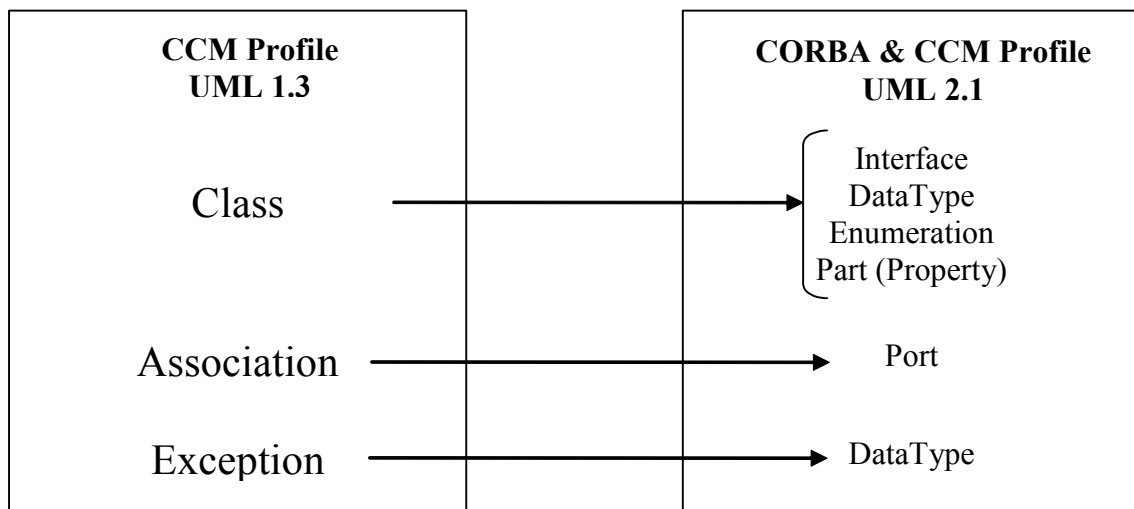 CCM Profile
UML 1.3
CORBA & CCM Profile
UML 2.1
Class
Interface
DataType
Enumeration
Part (Property)
Association
Port
Exception
DataType